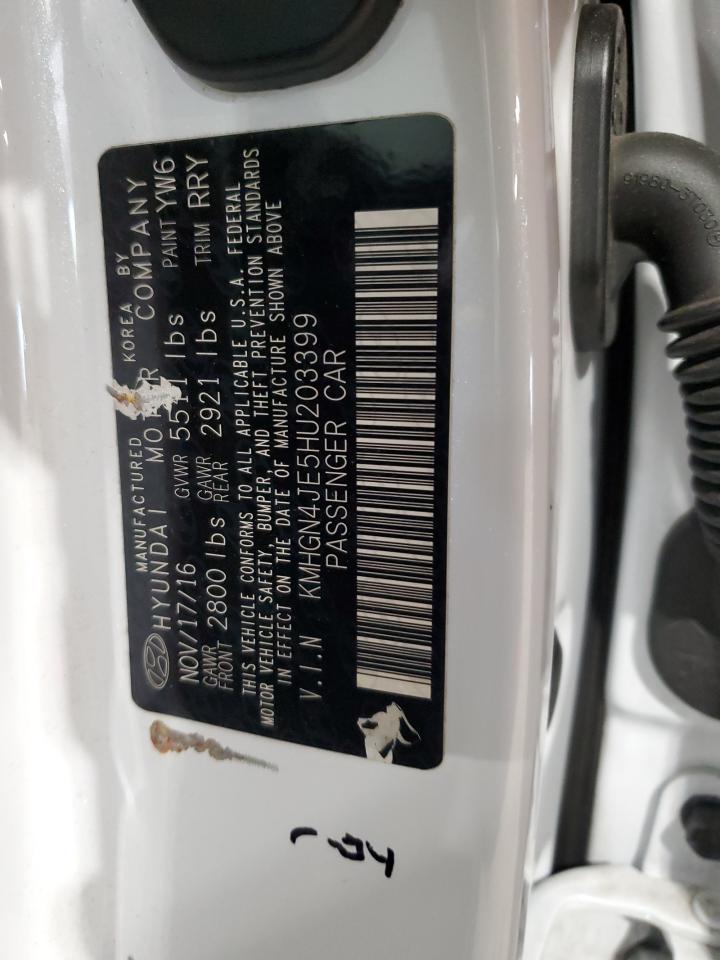 MANUFACTURED KOREA BY
HYUNDAI COMPANY
NOV/17/16 GVWR lbs PAINT YW6
GAWR FRONT 2800 lbs GAWR REAR 2921 lbs TRIM RRY
THIS VEHICLE CONFORMS TO ALL APPLICABLE U.S.A. FEDERAL
MOTOR VEHICLE SAFETY, BUMPER, AND THEFT PREVENTION STANDARDS
IN EFFECT ON THE DATE OF MANUFACTURE SHOWN ABOVE
V.I.N KMHGN4JE5HU203399
PASSENGER CAR